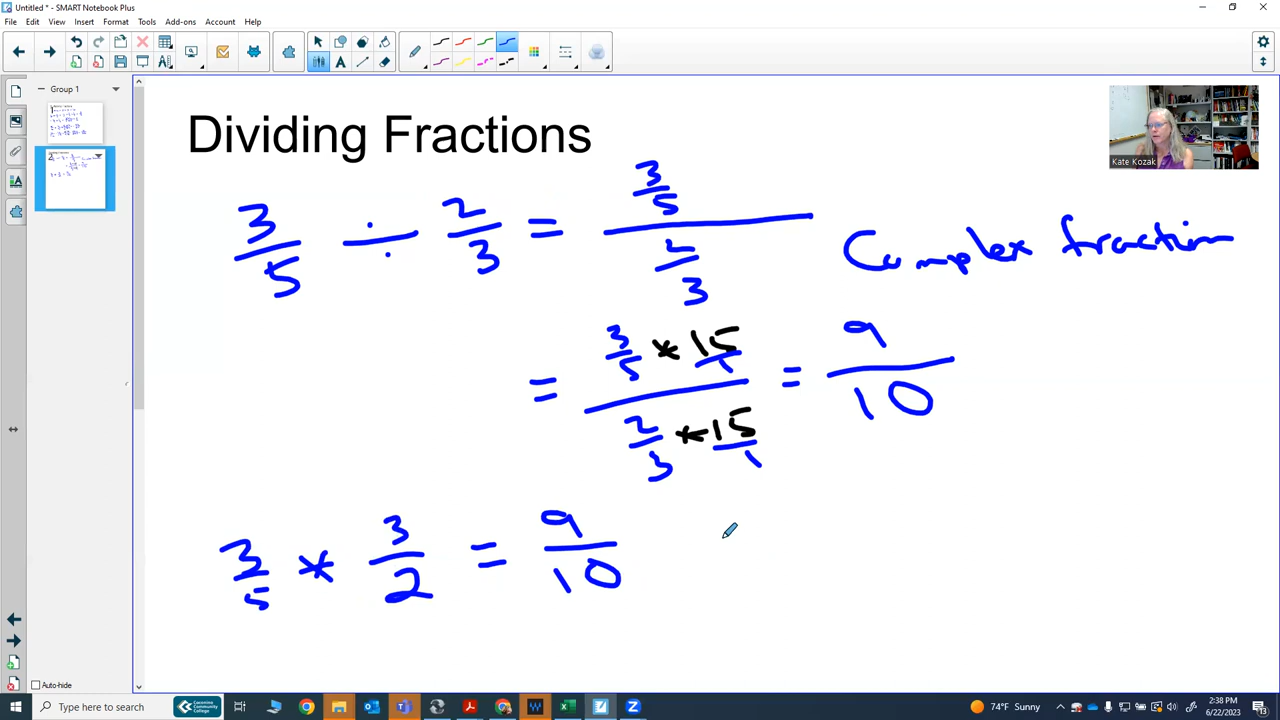 Untitled * - SMART Notebook Plus
File Edit View Insert Format Tools Add-ons Account Help
Group 1
Kate Kozak
Dividing Fractions
3/5 ÷ 2/3 = (3/5)/(2/3) Complex fraction
= (3/5 * 15/1)/(2/3 * 15/1) = 9/10
3/5 * 3/2 = 9/10
Auto-hide
Type here to search
74°F Sunny
2:38 PM
6/22/2023